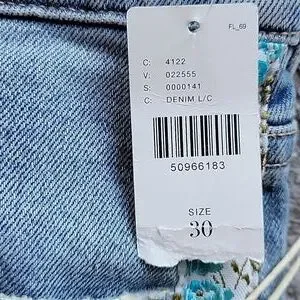 FL_69
C: 4122
V: 022555
S: 0000141
C: DENIM L/C
50966183
SIZE
30